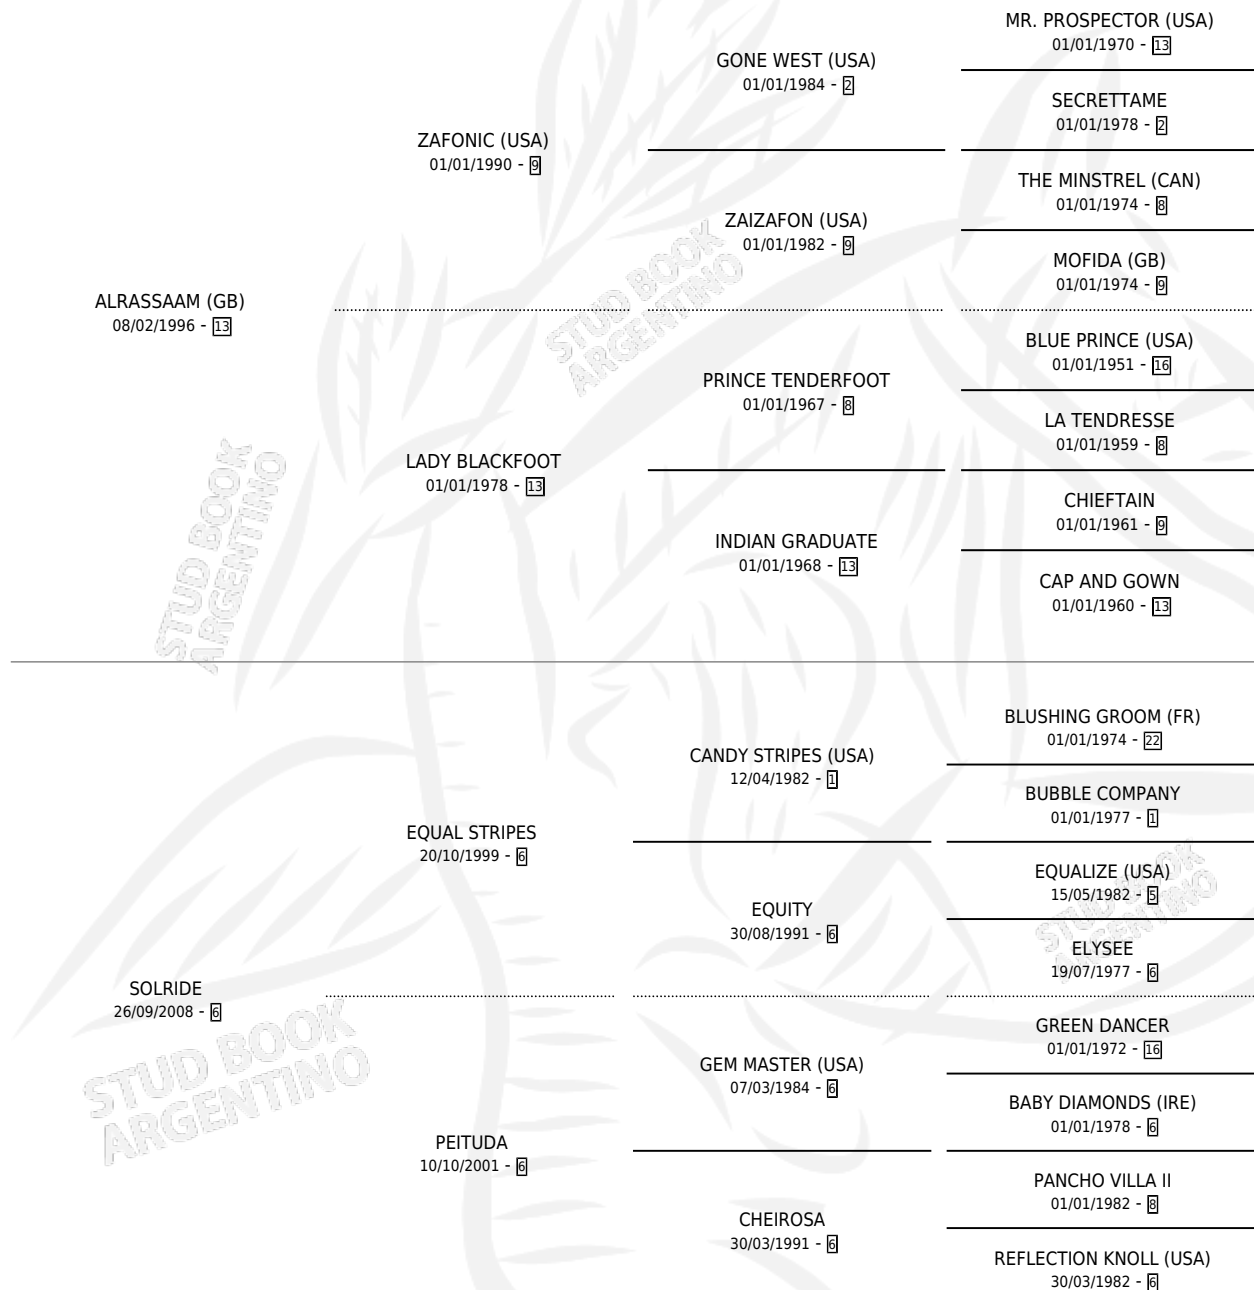 MR. PROSPECTOR (USA)
01/01/1970 - 13
GONE WEST (USA)
01/01/1984 - 2
SECRETTAME
01/01/1978 - 2
ZAFONIC (USA)
01/01/1990 - 9
THE MINSTREL (CAN)
01/01/1974 - 8
ZAIZAFON (USA)
01/01/1982 - 9
MOFIDA (GB)
01/01/1974 - 9
ALRASSAAM (GB)
08/02/1996 - 13
STUD BOOK
ARGENTINO
BLUE PRINCE (USA)
01/01/1951 - 16
PRINCE TENDERFOOT
01/01/1967 - 8
LA TENDRESSE
01/01/1959 - 8
LADY BLACKFOOT
01/01/1978 - 13
CHIEFTAIN
01/01/1961 - 9
INDIAN GRADUATE
01/01/1968 - 13
CAP AND GOWN
01/01/1960 - 13
STUD BOOK
ARGENTINO
BLUSHING GROOM (FR)
01/01/1974 - 22
CANDY STRIPES (USA)
12/04/1982 - 1
BUBBLE COMPANY
01/01/1977 - 1
EQUAL STRIPES
20/10/1999 - 6
EQUALIZE (USA)
15/05/1982 - 5
EQUITY
30/08/1991 - 6
ELYSEE
19/07/1977 - 6
STUD BOOK
ARGENTINO
SOLRIDE
26/09/2008 - 6
GREEN DANCER
01/01/1972 - 16
GEM MASTER (USA)
07/03/1984 - 6
BABY DIAMONDS (IRE)
01/01/1978 - 6
STUD BOOK
ARGENTINO
PEITUDA
10/10/2001 - 6
PANCHO VILLA II
01/01/1982 - 8
CHEIROSA
30/03/1991 - 6
REFLECTION KNOLL (USA)
30/03/1982 - 6